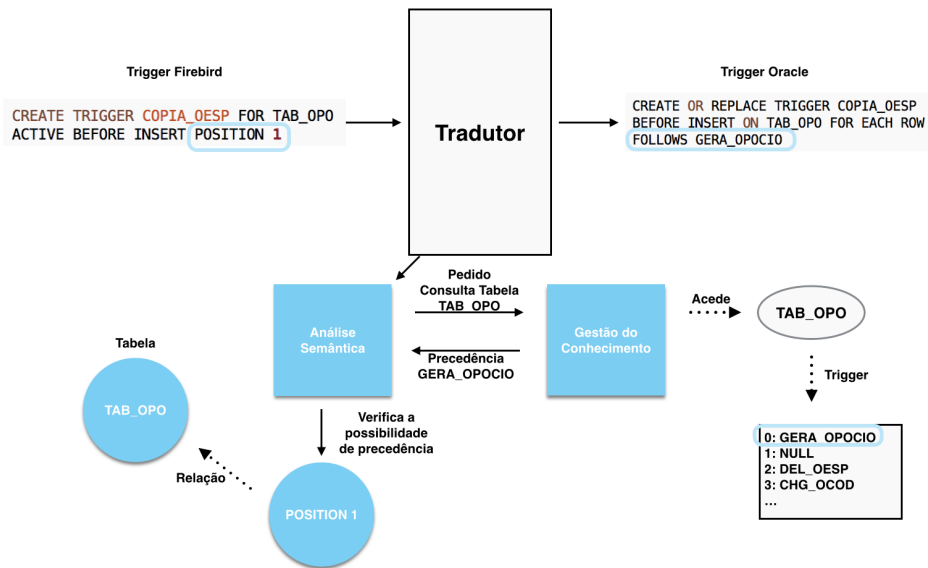 Trigger Firebird
CREATE TRIGGER COPIA_OESP FOR TAB_OPO
ACTIVE BEFORE INSERT POSITION 1
Tradutor
Trigger Oracle
CREATE OR REPLACE TRIGGER COPIA_OESP
BEFORE INSERT ON TAB_OPO FOR EACH ROW
FOLLOWS GERA_OPOCIO
Análise
Semântica
Pedido
Consulta Tabela
TAB_OPO
Precedência
GERA_OPOCIO
Gestão do
Conhecimento
Acede
TAB_OPO
Trigger
0: GERA_OPOCIO
1: NULL
2: DEL_OESP
3: CHG_OCOD
...
Tabela
TAB_OPO
Relação
Verifica a
possibilidade
de precedência
POSITION 1